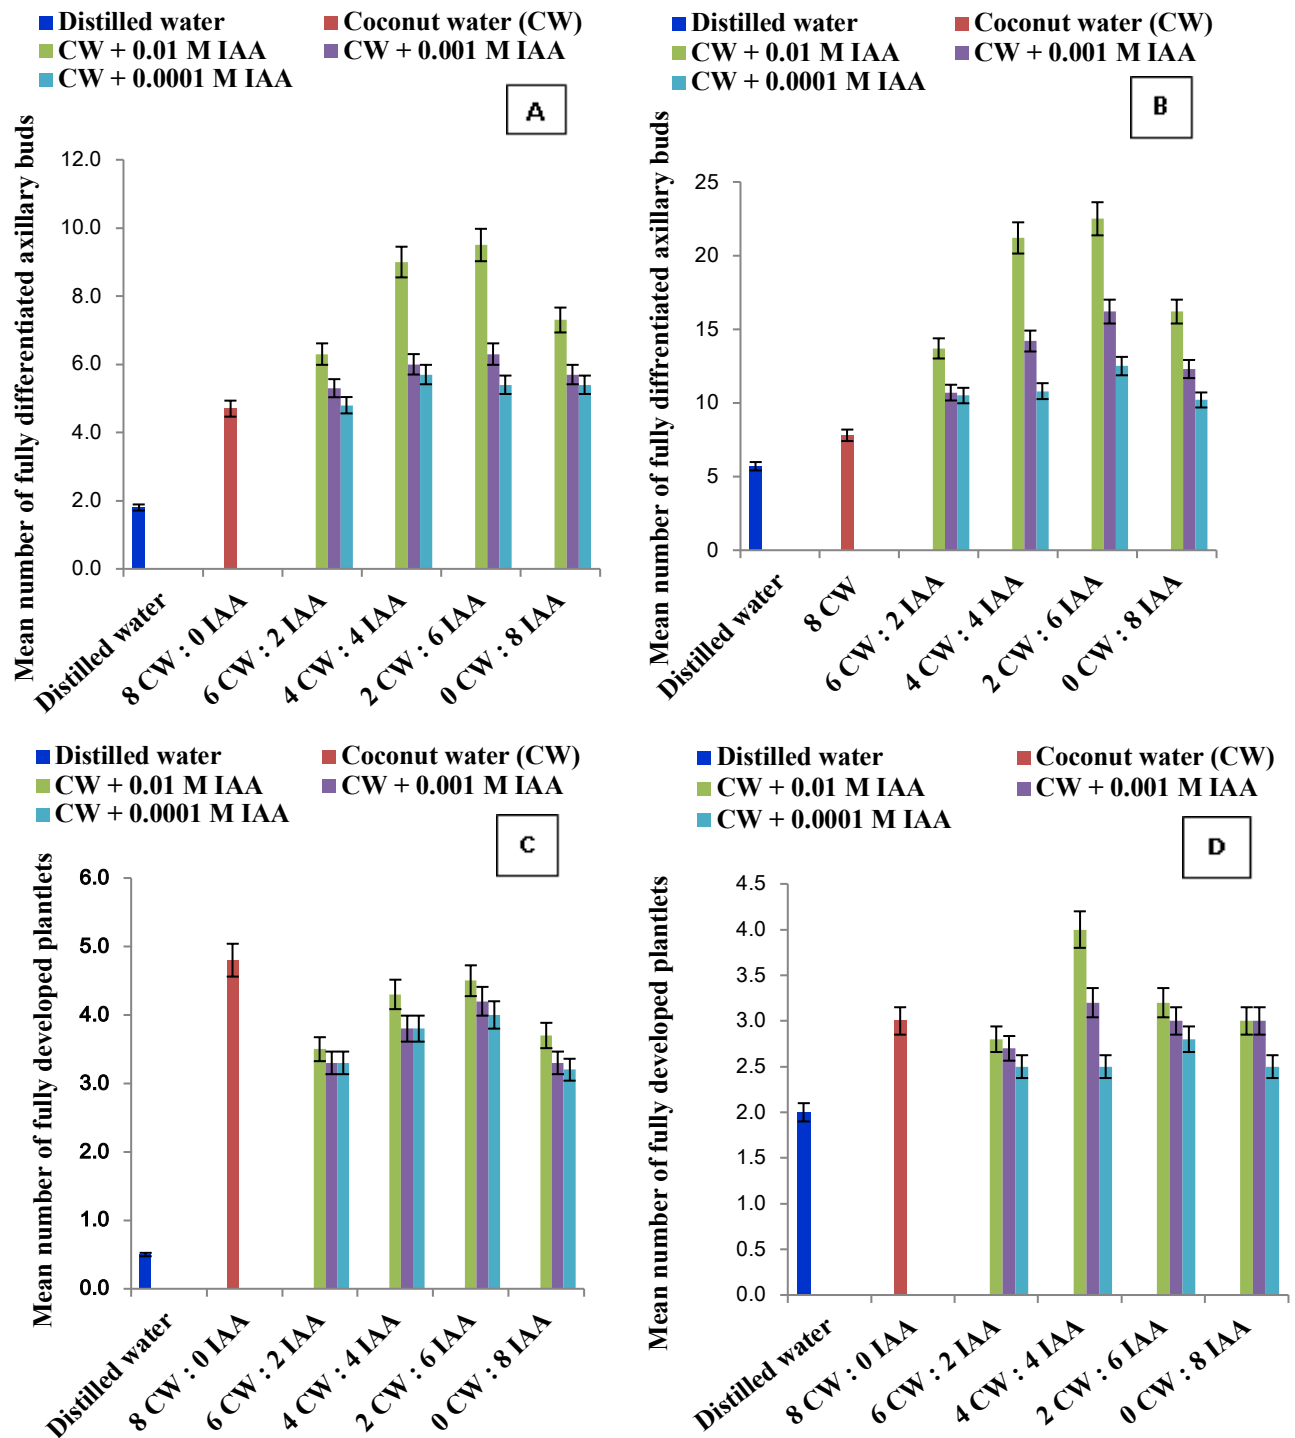 Distilled water
Coconut water (CW)
CW + 0.01 M IAA
CW + 0.001 M IAA
CW + 0.0001 M IAA
A
Mean number of fully differentiated axillary buds
12.0
10.0
8.0
6.0
4.0
2.0
0.0
Distilled water
8 CW : 0 IAA
6 CW : 2 IAA
4 CW : 4 IAA
2 CW : 6 IAA
0 CW : 8 IAA
Distilled water
Coconut water (CW)
CW + 0.01 M IAA
CW + 0.001 M IAA
CW + 0.0001 M IAA
B
Mean number of fully diffrentiated axillary buds
25
20
15
10
5
0
Distilled water
8 CW
6 CW : 2 IAA
4 CW : 4 IAA
2 CW : 6 IAA
0 CW : 8 IAA
Distilled water
Coconut water (CW)
CW + 0.01 M IAA
CW + 0.001 M IAA
CW + 0.0001 M IAA
C
Mean number of fully developed plantlets
6.0
5.0
4.0
3.0
2.0
1.0
0.0
Distilled water
8 CW : 0 IAA
6 CW : 2 IAA
4 CW : 4 IAA
2 CW : 6 IAA
0 CW : 8 IAA
Distilled water
Coconut water (CW)
CW + 0.01 M IAA
CW + 0.001 M IAA
CW + 0.0001 M IAA
D
Mean number of fully developed plantlets
4.5
4.0
3.5
3.0
2.5
2.0
1.5
1.0
0.5
0.0
Distilled water
8 CW : 0 IAA
6 CW : 2 IAA
4 CW : 4 IAA
2 CW : 6 IAA
0 CW : 8 IAA